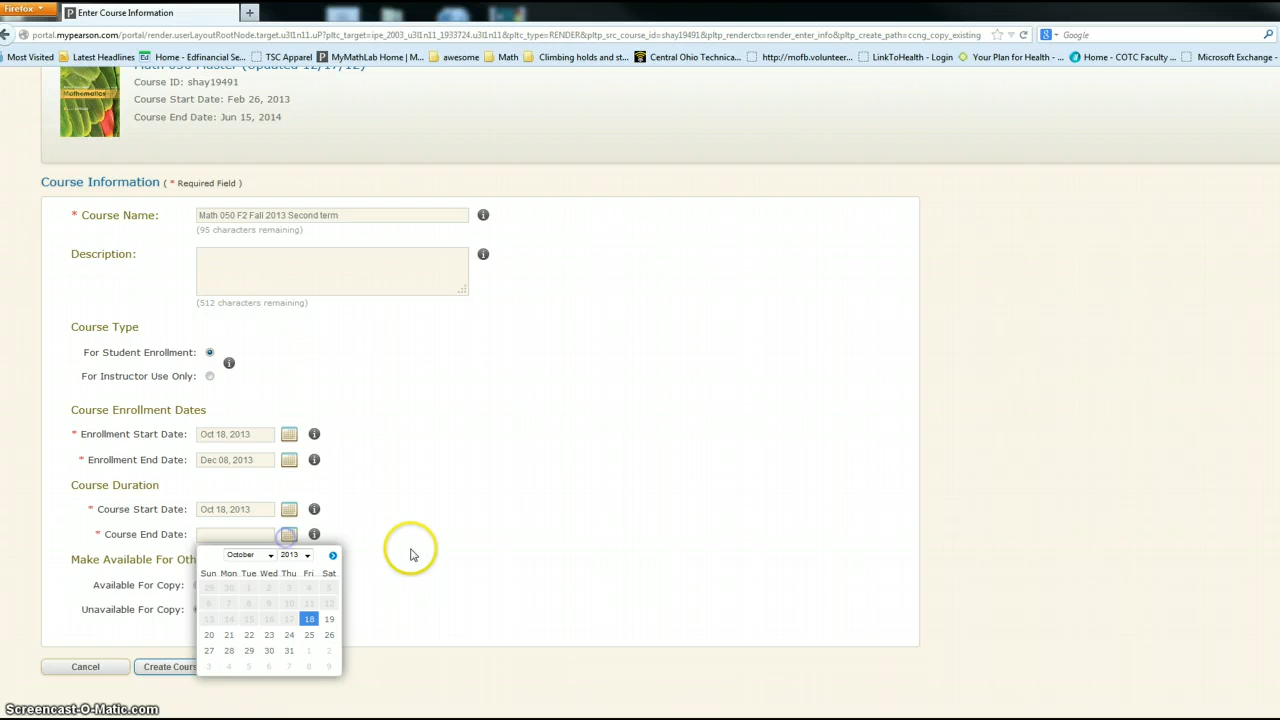 Firefox
Enter Course Information
+
portal.mypearson.com/portal/render.userLayoutRootNode.target.u3l1n11.uP?pltc_target=ipe_2003_u3l1n11_1933724.u3l1n11&pltc_type=RENDER&pltp_src_course_id=shay19491&pltp_renderctx=render_enter_info&pltp_create_path=ccng_copy_existing
Google
Most Visited Latest Headlines Home - Edfinancial Se... TSC Apparel MyMathLab Home | M... awesome Math Climbing holds and st... Central Ohio Technica... http://mofb.volunteer... LinkToHealth - Login Your Plan for Health - ... Home - COTC Faculty ... Microsoft Exchange -
Mathematics
Course ID: shay19491
Course Start Date: Feb 26, 2013
Course End Date: Jun 15, 2014
Course Information ( * Required Field )
* Course Name: Math 050 F2 Fall 2013 Second term
(95 characters remaining)
Description:
(512 characters remaining)
Course Type
For Student Enrollment:
For Instructor Use Only:
Course Enrollment Dates
* Enrollment Start Date: Oct 18, 2013
* Enrollment End Date: Dec 08, 2013
Course Duration
* Course Start Date: Oct 18, 2013
* Course End Date:
October 2013
Make Available For Oth
Sun Mon Tue Wed Thu Fri Sat
Available For Copy:
29 30 1 2 3 4 5
6 7 8 9 10 11 12
Unavailable For Copy:
13 14 15 16 17 18 19
20 21 22 23 24 25 26
27 28 29 30 31 1 2
3 4 5 6 7 8 9
Cancel Create Cours
Screencast-O-Matic.com